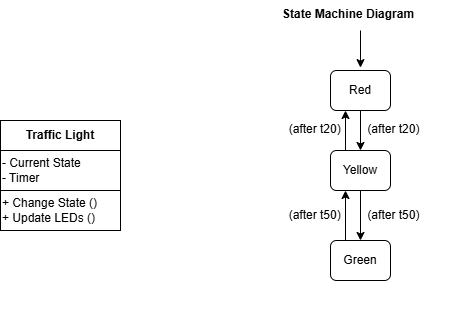 State Machine Diagram
Red
(after t20)
(after t20)
Traffic Light
- Current State
- Timer
+ Change State ()
+ Update LEDs ()
Yellow
(after t50)
(after t50)
Green